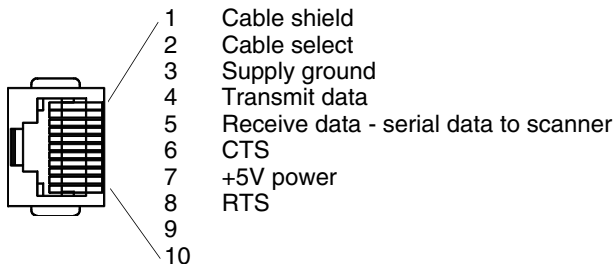 1 Cable shield
2 Cable select
3 Supply ground
4 Transmit data
5 Receive data - serial data to scanner
6 CTS
7 +5V power
8 RTS
9
10